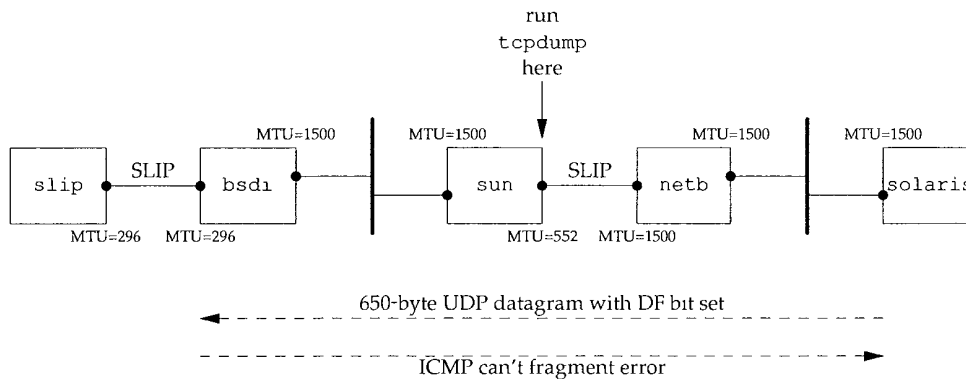 run
tcpdump
here
MTU=1500
MTU=1500
MTU=1500
MTU=1500
slip
SLIP
bsdi
sun
SLIP
netb
solaris
MTU=296
MTU=296
MTU=552
MTU=1500
650-byte UDP datagram with DF bit set
ICMP can't fragment error